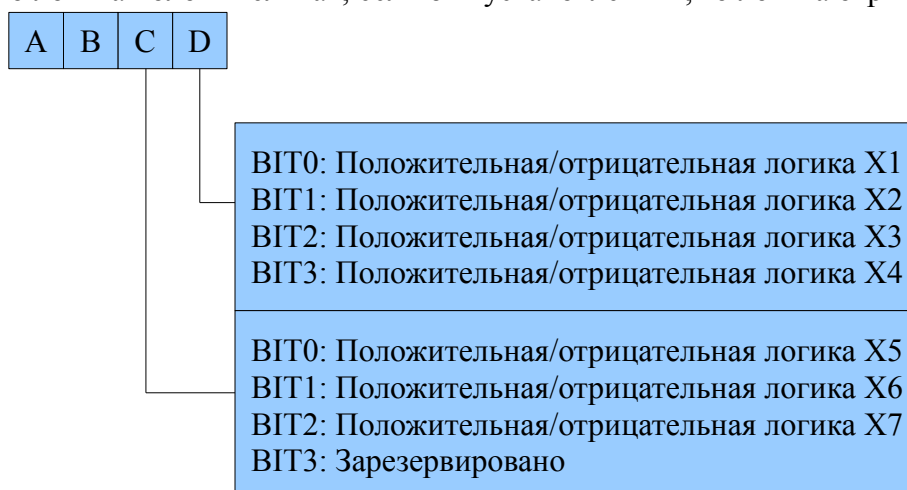 A B C D
BIT0: Положительная/отрицательная логика X1
BIT1: Положительная/отрицательная логика X2
BIT2: Положительная/отрицательная логика X3
BIT3: Положительная/отрицательная логика X4
BIT0: Положительная/отрицательная логика X5
BIT1: Положительная/отрицательная логика X6
BIT2: Положительная/отрицательная логика X7
BIT3: Зарезервировано